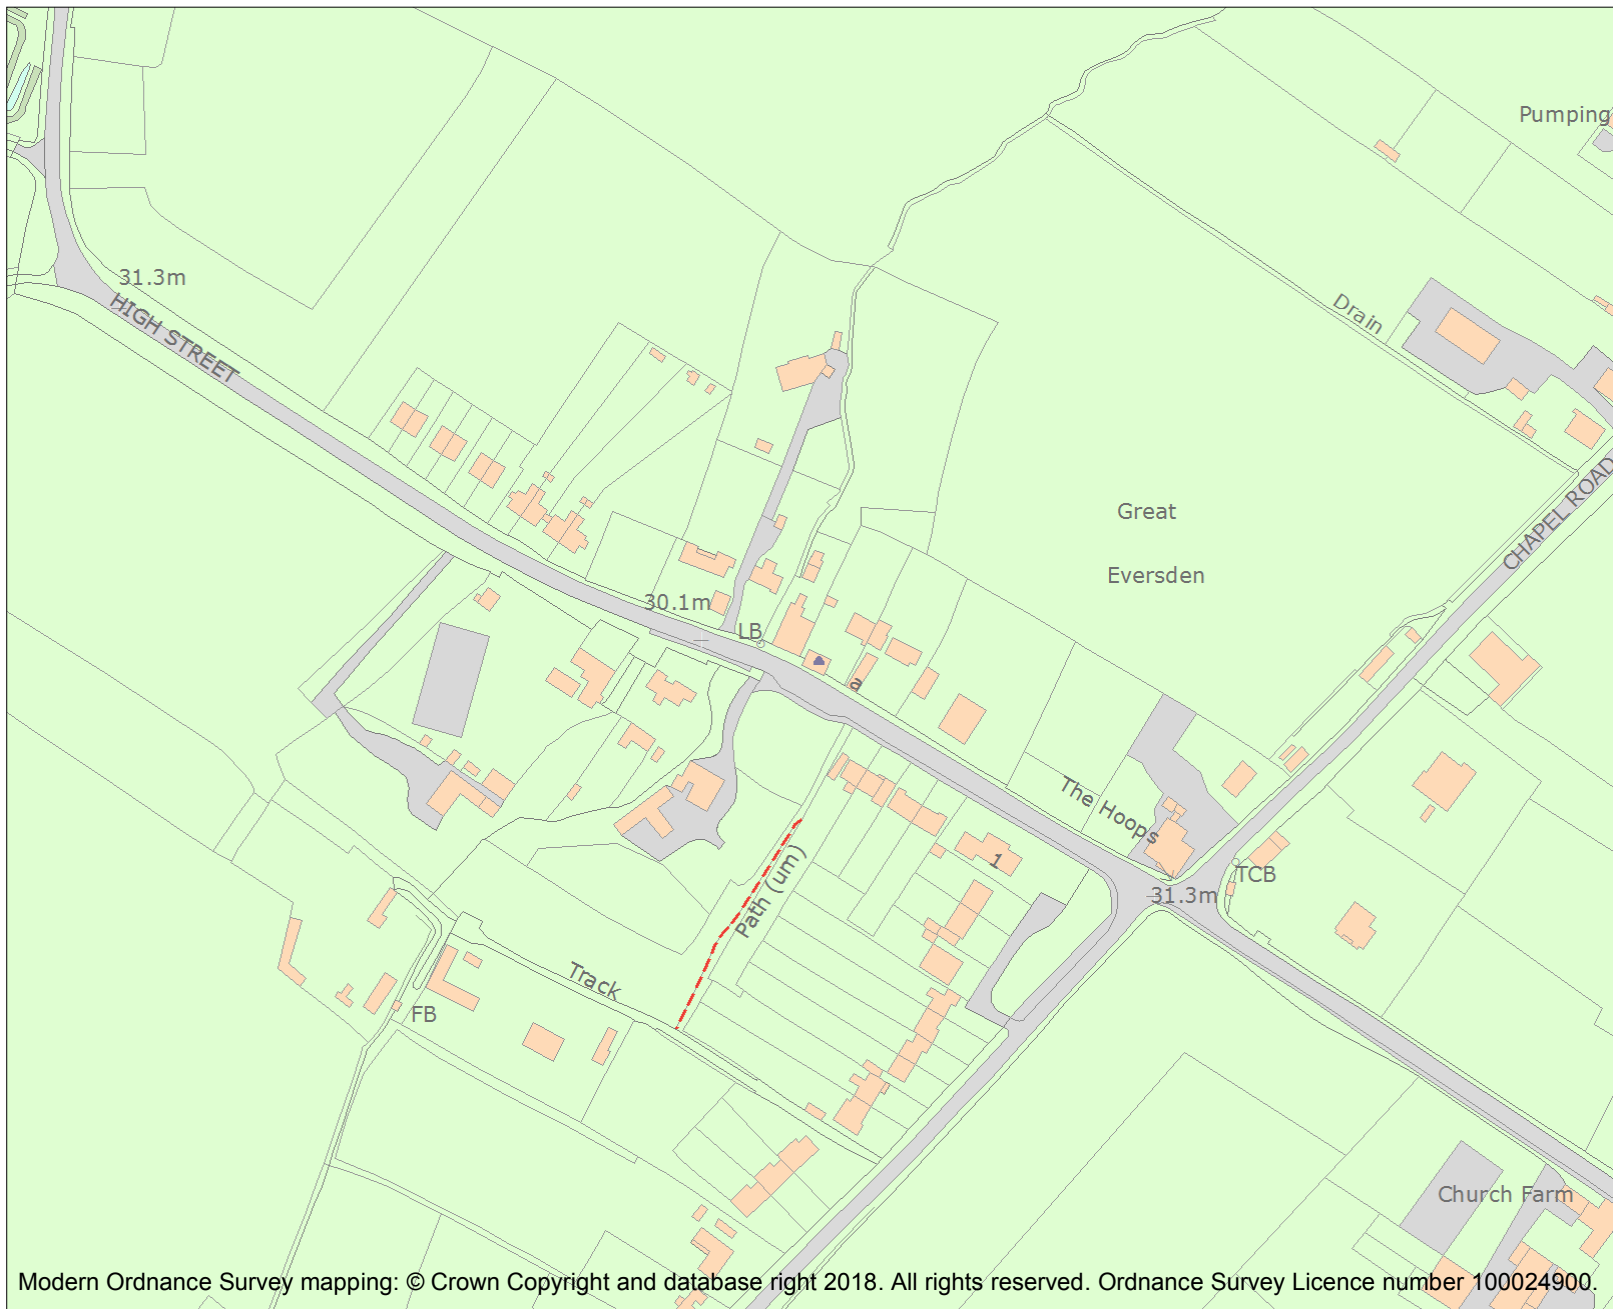 Pumping
31.3m
HIGH STREET
Drain
CHAPEL ROAD
Great
Eversden
30.1m
LB
a
The Hoops
1
TCB
31.3m
Path (um)
Track
FB
Church Farm
Modern Ordnance Survey mapping: © Crown Copyright and database right 2018. All rights reserved. Ordnance Survey Licence number 100024900.